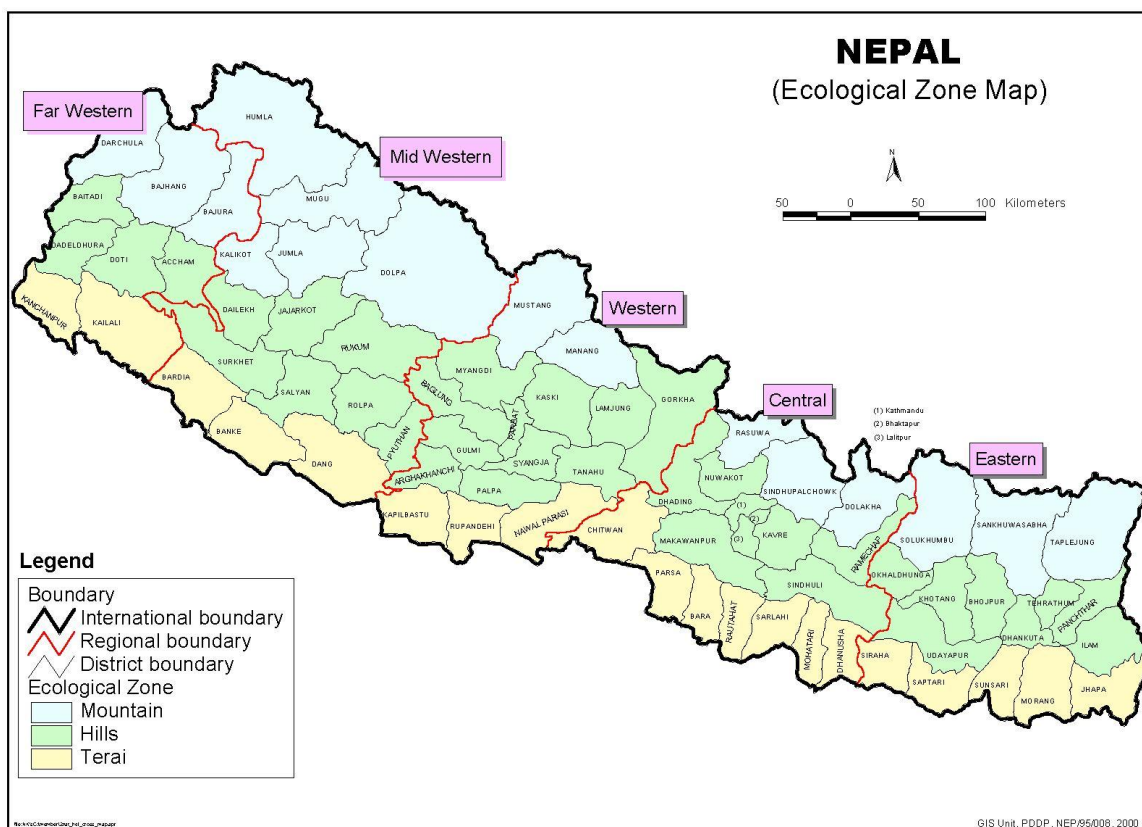 NEPAL
(Ecological Zone Map)
N
50 0 50 100 Kilometers
Far Western
Mid Western
Western
Central
Eastern
(1) Kathmandu
(2) Bhaktapur
(3) Lalitpur
HUMLA
DARCHULA
BAJHANG
BAITADI
BAJURA
MUGU
DADELDHURA
DOTI
ACCHAM
KALIKOT
JUMLA
DOLPA
KANCHANPUR
KAILALI
DAILEKH
JAJARKOT
MUSTANG
MANANG
SURKHET
RUKUM
MYANGDI
BARDIA
SALYAN
ROLPA
BAGLUNG
PARBAT
KASKI
LAMJUNG
GORKHA
BANKE
DANG
PYUTHAN
GULMI
SYANGJA
TANAHU
ARGHAKHANCHI
PALPA
KAPILBASTU
RUPANDEHI
NAWAL PARASI
CHITWAN
RASUWA
NUWAKOT
SINDHUPALCHOWK
DOLAKHA
DHADING
(1)
(2)
(3)
KAVRE
MAKAWANPUR
RAMECHAP
SINDHULI
PARSA
BARA
RAUTAHAT
SARLAHI
MOHATARI
DHANUSHA
SOLUKHUMBU
SANKHUWASABHA
TAPLEJUNG
OKHALDHUNGA
KHOTANG
BHOJPUR
TEHRATHUM
PANCHTHAR
DHANKUTA
ILAM
UDAYAPUR
SIRAHA
SAPTARI
SUNSARI
MORANG
JHAPA
Legend
Boundary
International boundary
Regional boundary
District boundary
Ecological Zone
Mountain
Hills
Terai
GIS Unit, PDDP, NEP/95/008, 2000